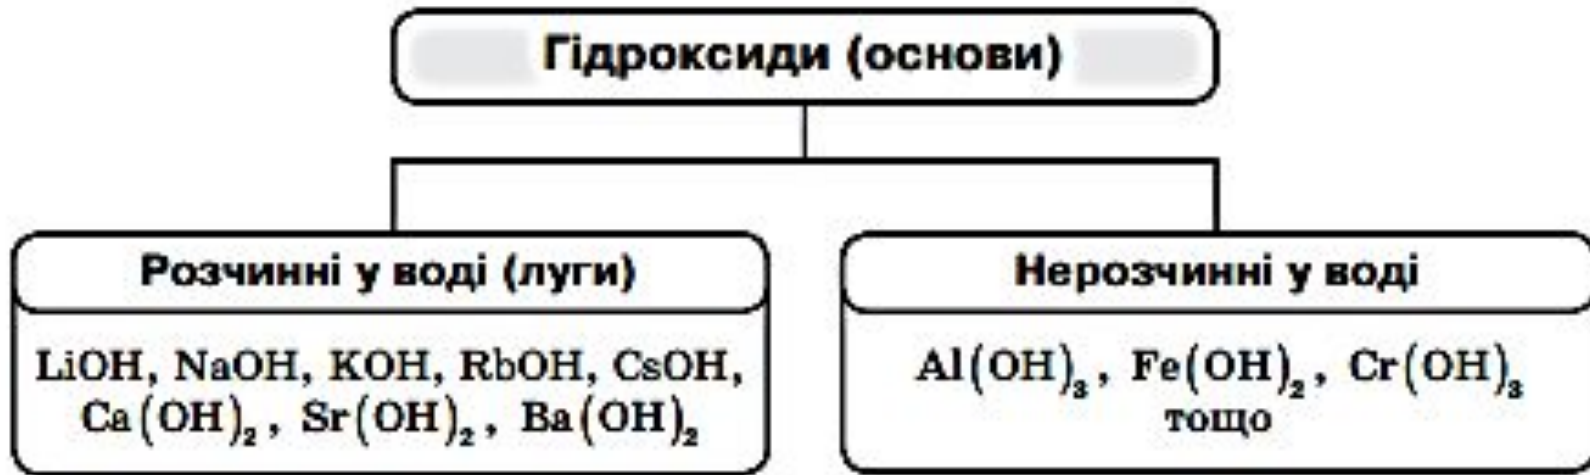 Гідроксиди (основи)
Розчинні у воді (луги)
LiOH, NaOH, KOH, RbOH, CsOH,
Ca(OH)₂, Sr(OH)₂, Ba(OH)₂
Нерозчинні у воді
Al(OH)₃, Fe(OH)₂, Cr(OH)₃
тощо